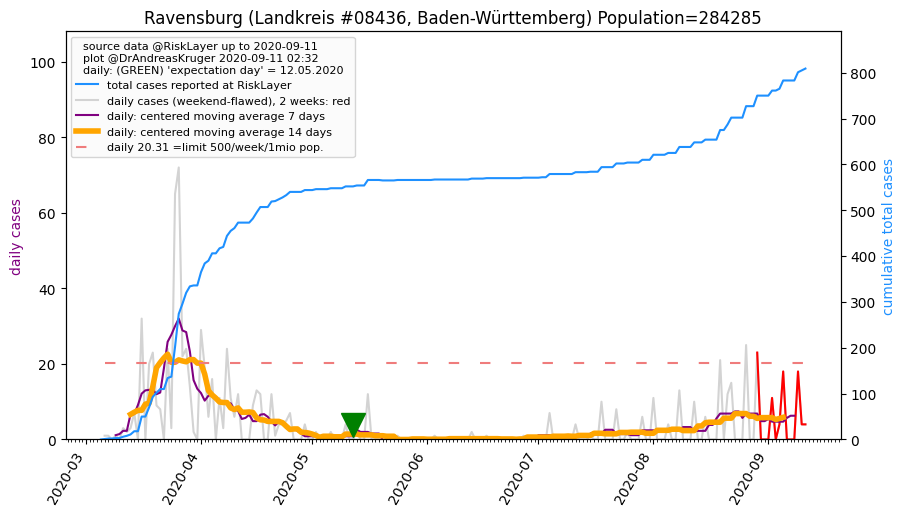 Ravensburg (Landkreis #08436, Baden-Württemberg) Population=284285
source data @RiskLayer up to 2020-09-11
plot @DrAndreasKruger 2020-09-11 02:32
daily: (GREEN) 'expectation day' = 12.05.2020
total cases reported at RiskLayer
daily cases (weekend-flawed), 2 weeks: red
daily: centered moving average 7 days
daily: centered moving average 14 days
daily 20.31 =limit 500/week/1mio pop.
daily cases
100
80
60
40
20
0
cumulative total cases
800
700
600
500
400
300
200
100
0
2020-03
2020-04
2020-05
2020-06
2020-07
2020-08
2020-09